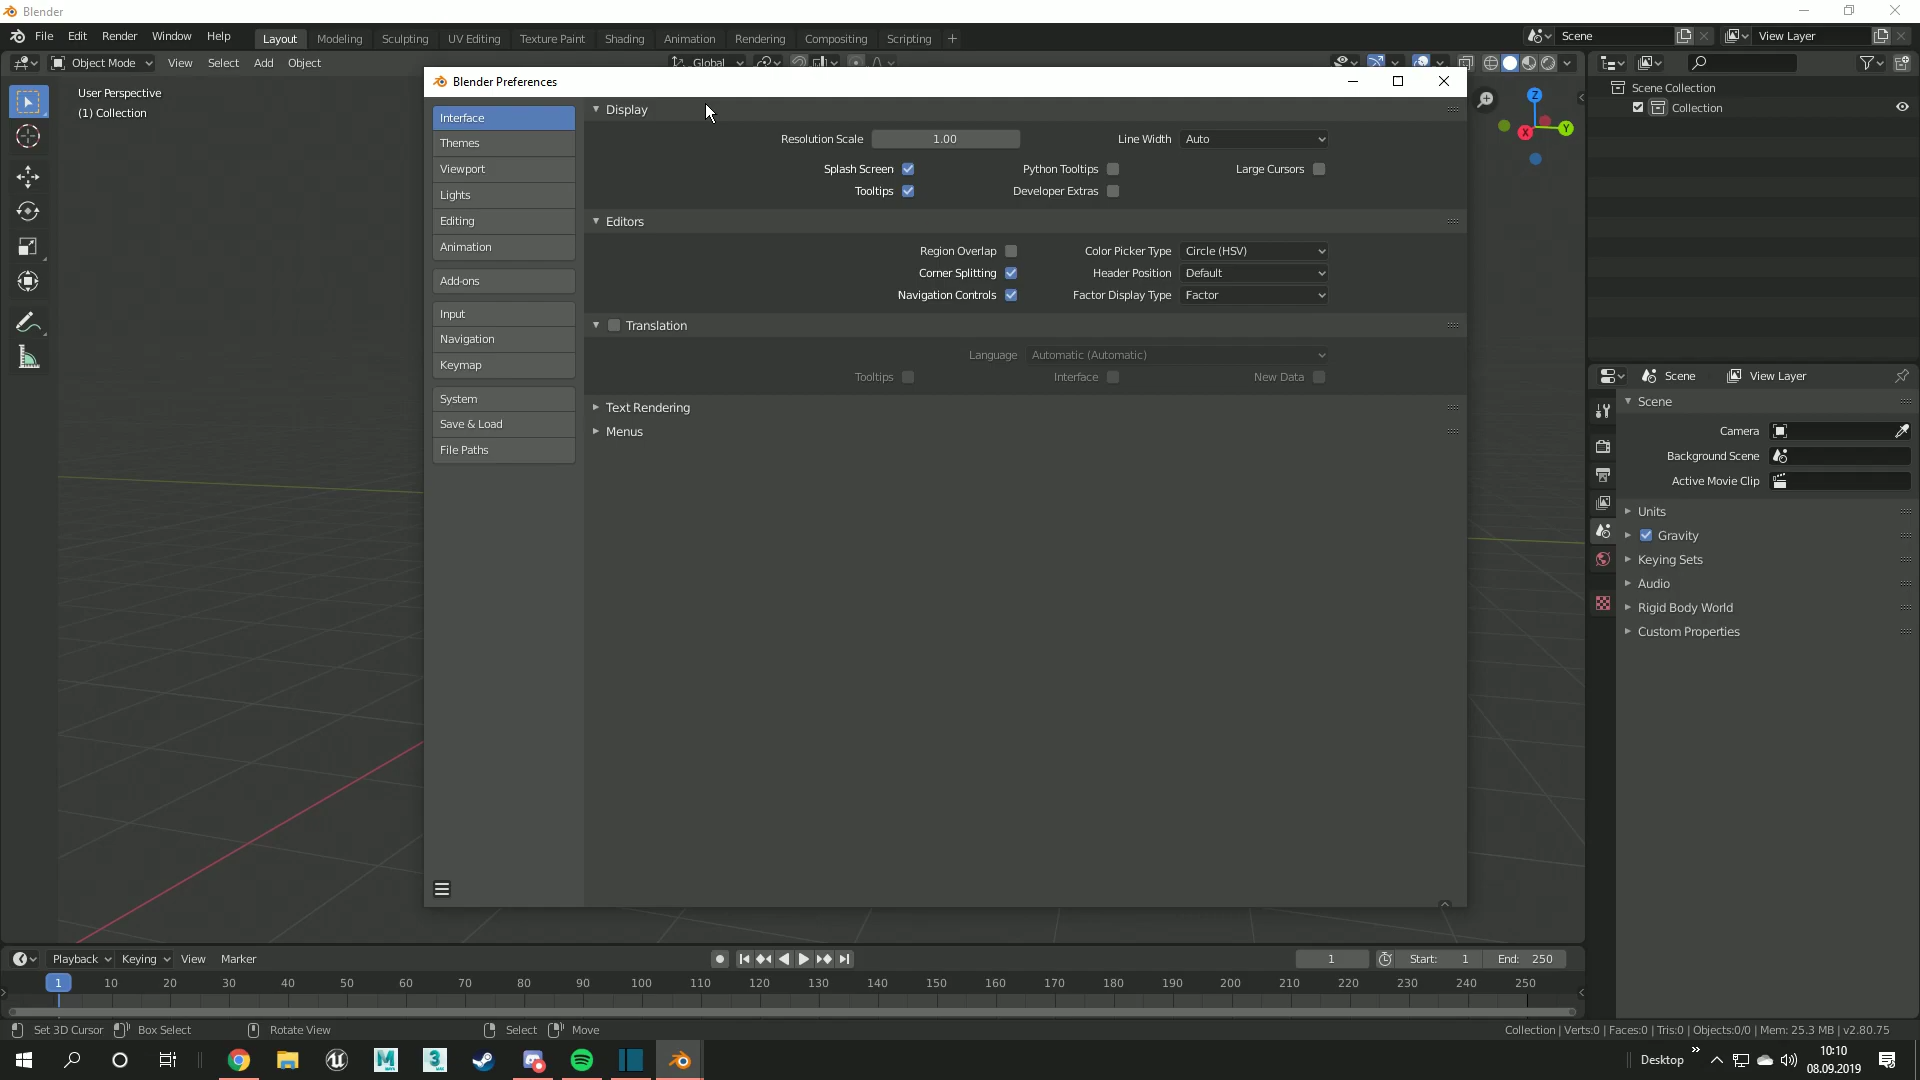 Blender
File Edit Render Window Help Layout Modeling Sculpting UV Editing Texture Paint Shading Animation Rendering Compositing Scripting + Scene View Layer
Object Mode View Select Add Object Global
User Perspective
(1) Collection
Blender Preferences
Interface
Themes
Viewport
Lights
Editing
Animation
Add-ons
Input
Navigation
Keymap
System
Save & Load
File Paths
Display
Resolution Scale 1.00 Line Width Auto
Splash Screen Python Tooltips Large Cursors
Tooltips Developer Extras
Editors
Region Overlap Color Picker Type Circle (HSV)
Corner Splitting Header Position Default
Navigation Controls Factor Display Type Factor
Translation
Language Automatic (Automatic)
Tooltips Interface New Data
Text Rendering
Menus
Z
X Y
Scene Collection
Collection
Scene View Layer
Scene
Camera
Background Scene
Active Movie Clip
Units
Gravity
Keying Sets
Audio
Rigid Body World
Custom Properties
Playback Keying View Marker 1 Start: 1 End: 250
1 10 20 30 40 50 60 70 80 90 100 110 120 130 140 150 160 170 180 190 200 210 220 230 240 250
Set 3D Cursor Box Select Rotate View Select Move Collection | Verts:0 | Faces:0 | Tris:0 | Objects:0/0 | Mem: 25.3 MB | v2.80.75
Desktop » 10:10
08.09.2019